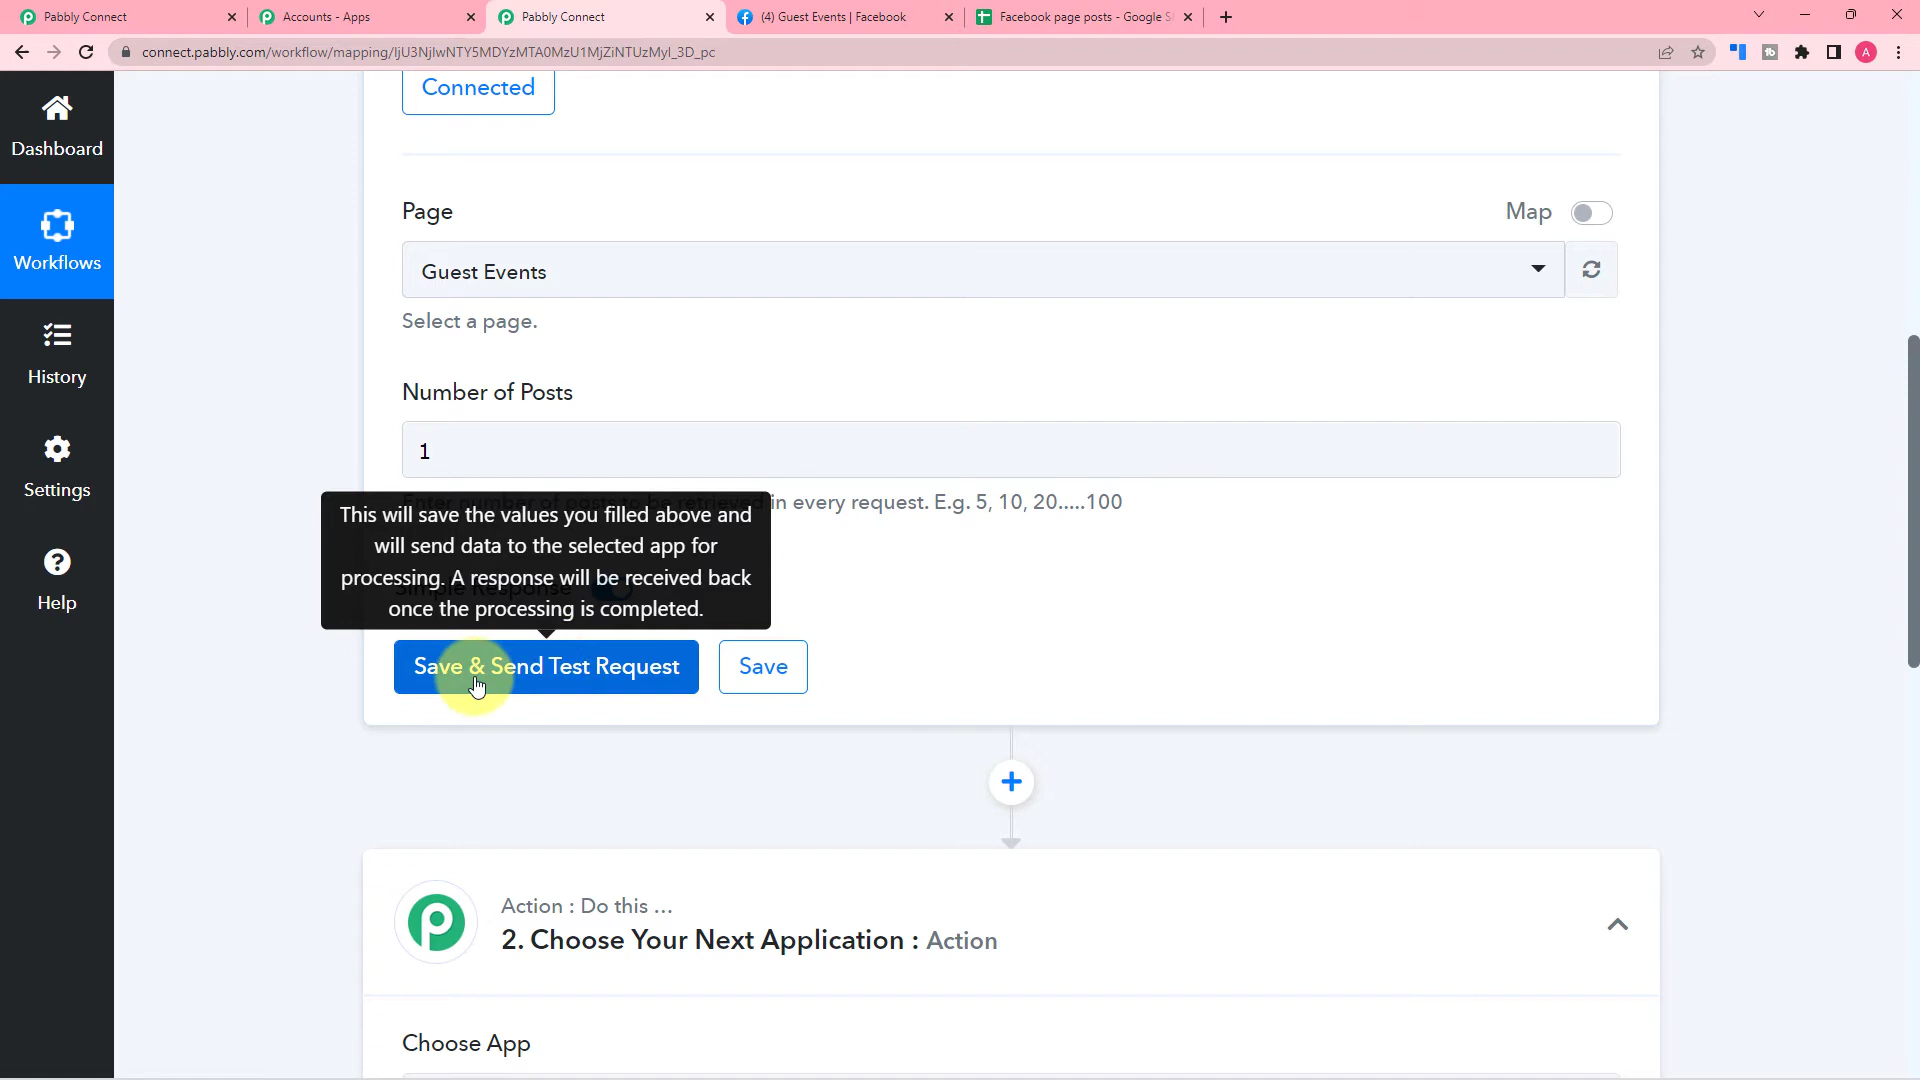 Pabbly Connect
Accounts - Apps
Pabbly Connect
(4) Guest Events | Facebook
Facebook page posts - Google S
connect.pabbly.com/workflow/mapping/
A
Dashboard
Workflows
History
Settings
Help
Connected
Page
Map
Guest Events
Select a page.
Number of Posts
1
Enter number of posts to be retrieved in every request. E.g. 5, 10, 20.....100
This will save the values you filled above and
will send data to the selected app for
processing. A response will be received back
once the processing is completed.
Simple Response
Save & Send Test Request
Save
Action : Do this ...
2. Choose Your Next Application : Action
Choose App